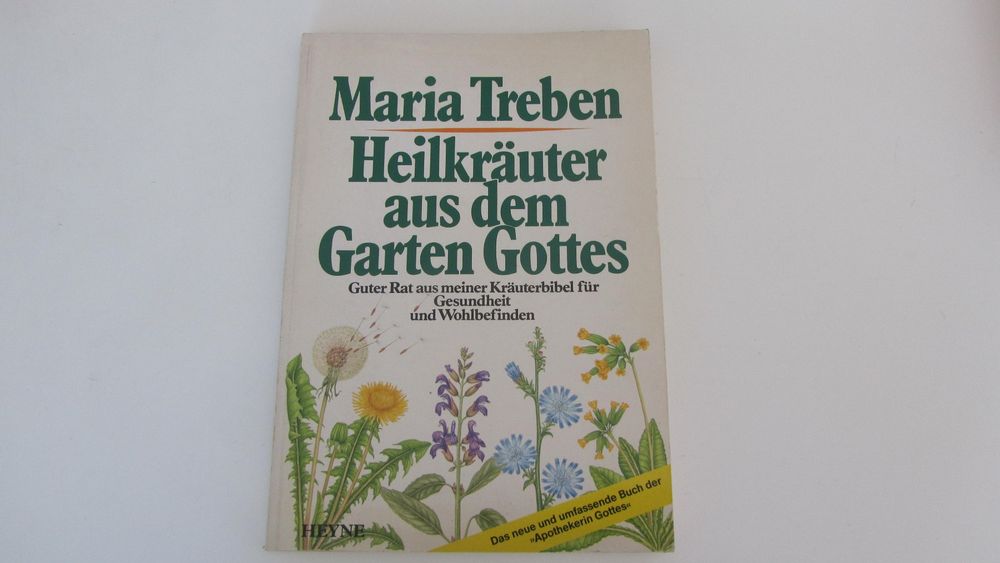 Maria Treben
Heilkräuter
aus dem
Garten Gottes
Guter Rat aus meiner Kräuterbibel für
Gesundheit
und Wohlbefinden
Das neue und umfassende Buch der
»Apothekerin Gottes«
HEYNE